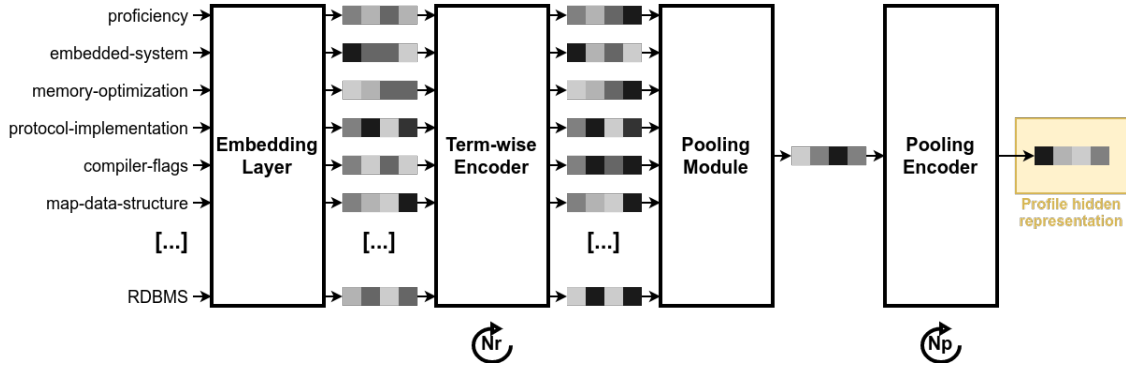 proficiency
embedded-system
memory-optimization
protocol-implementation
compiler-flags
map-data-structure
[...]
RDBMS
Embedding
Layer
[...]
Term-wise
Encoder
Nr
[...]
Pooling
Module
Pooling
Encoder
Np
Profile hidden
representation